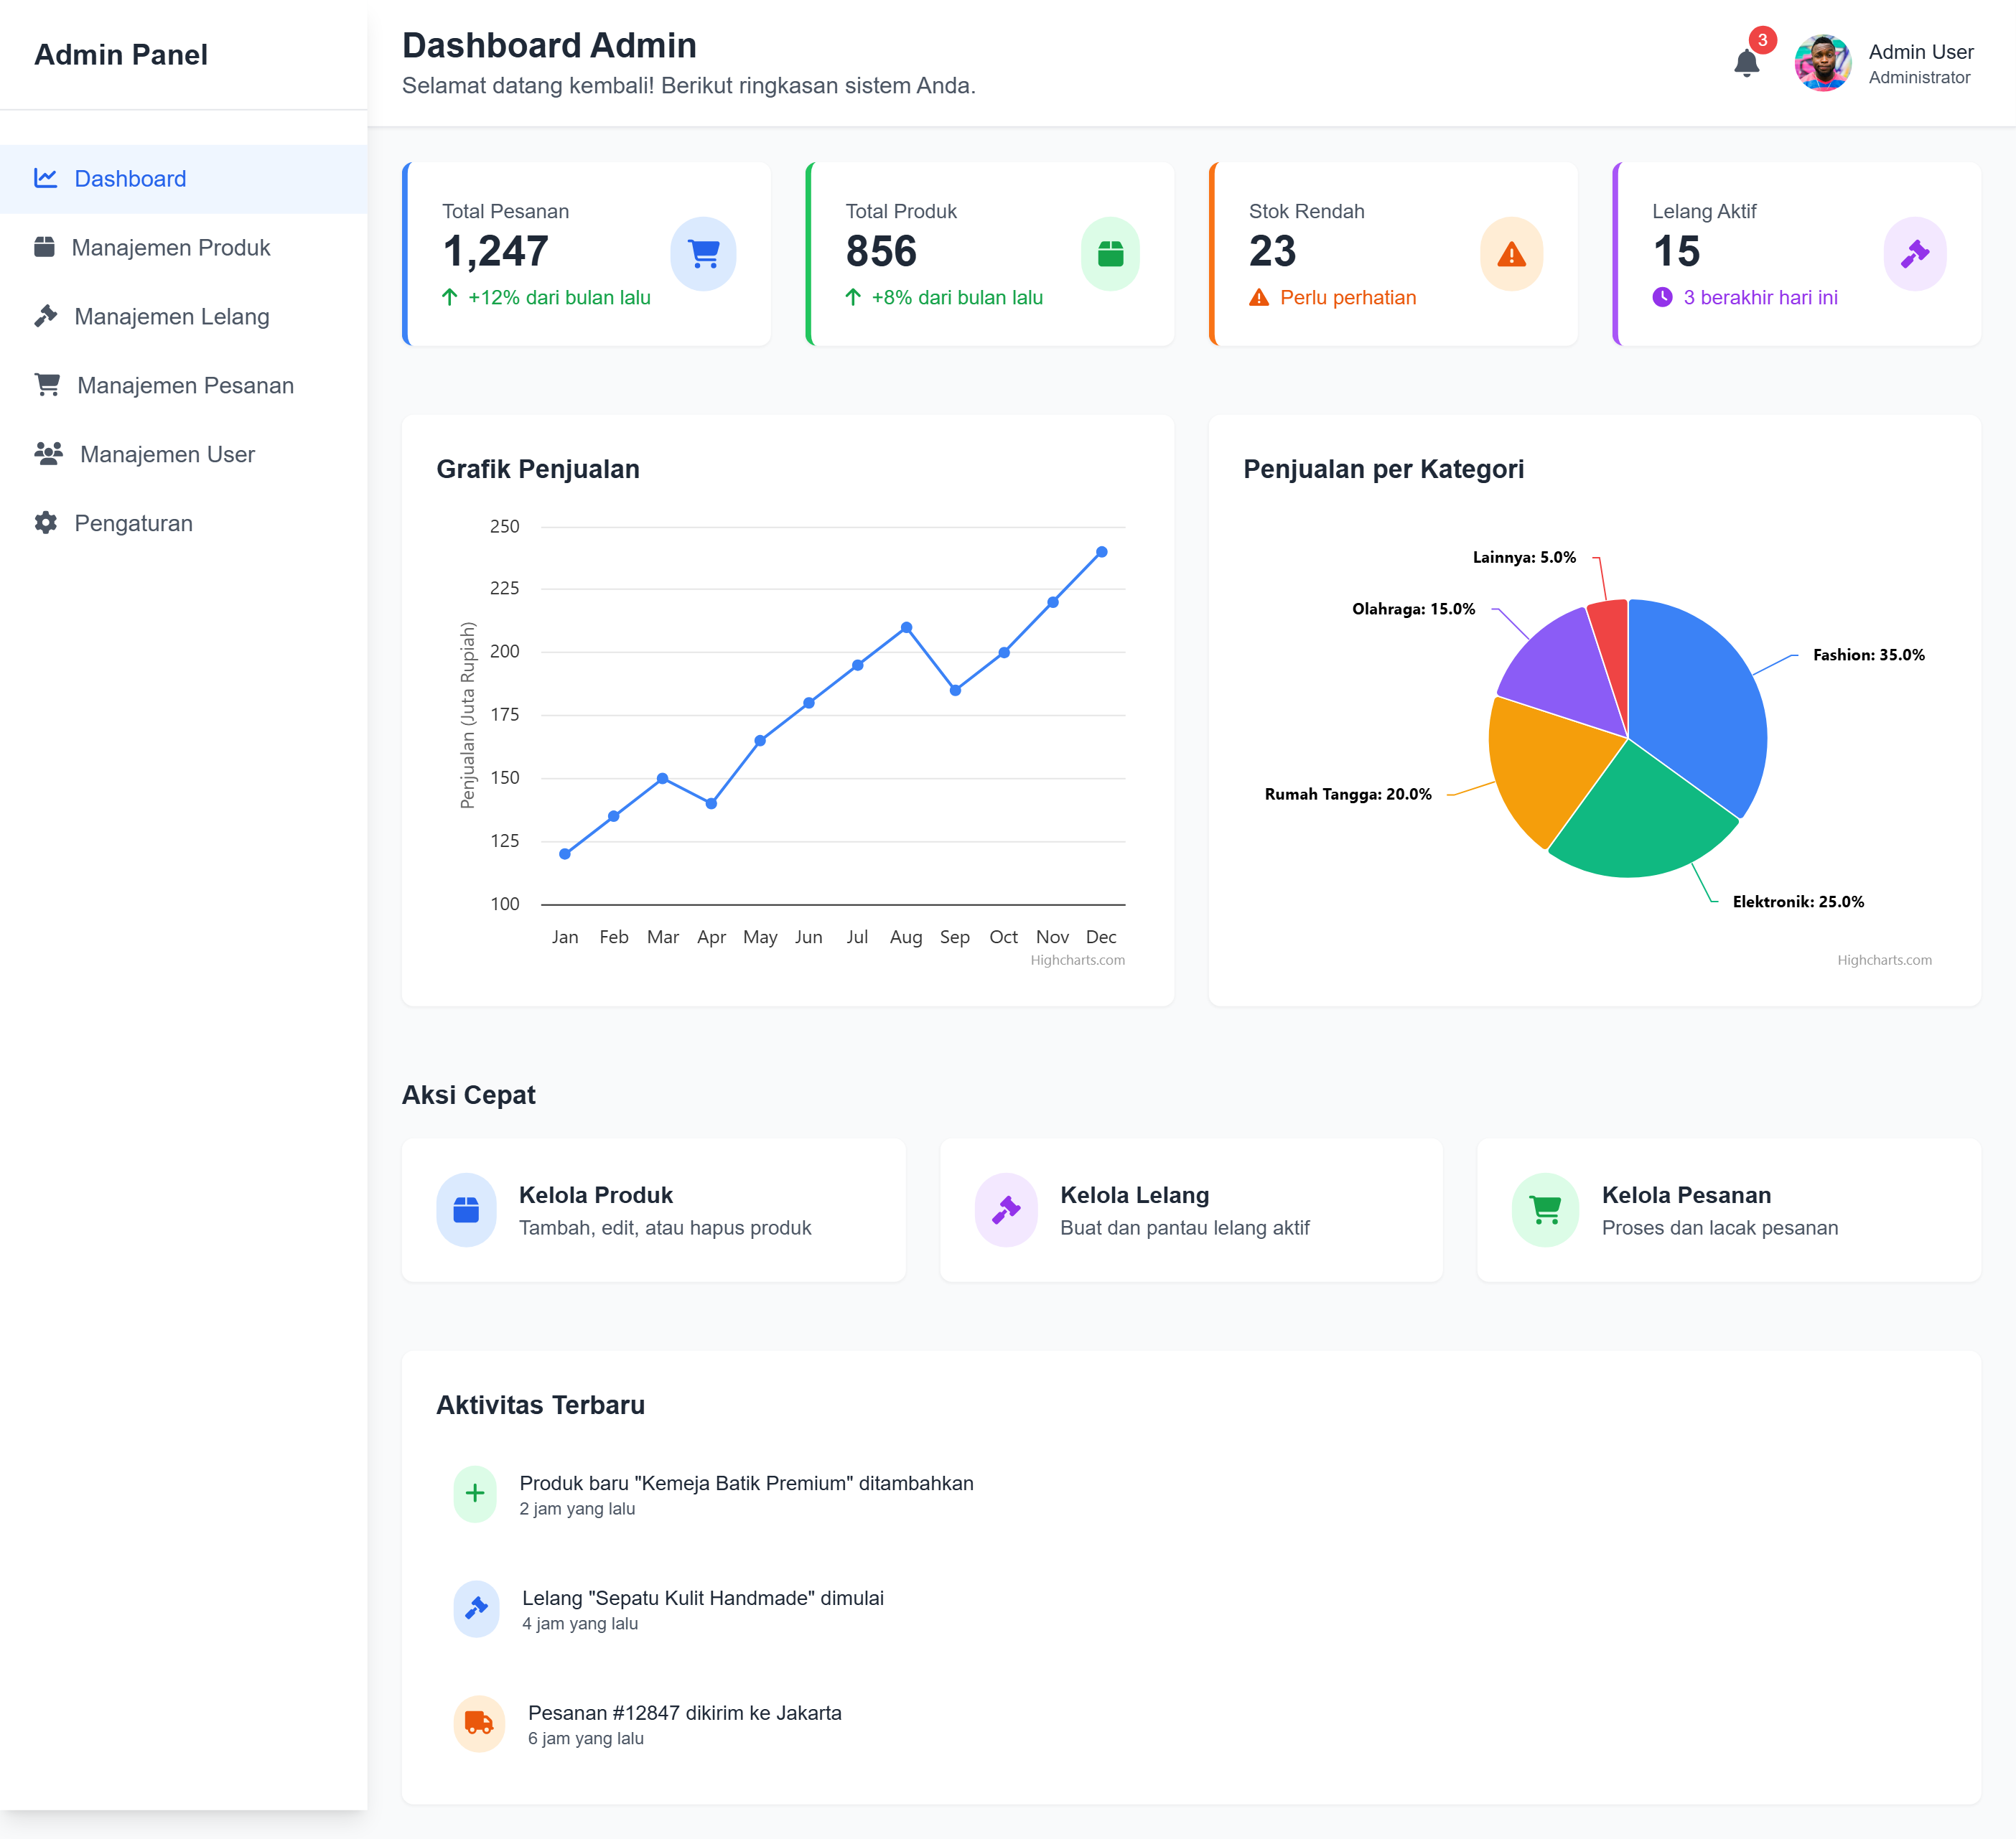 Admin Panel
Dashboard
Manajemen Produk
Manajemen Lelang
Manajemen Pesanan
Manajemen User
Pengaturan
Dashboard Admin
Selamat datang kembali! Berikut ringkasan sistem Anda.
3
Admin User
Administrator
Total Pesanan
1,247
+12% dari bulan lalu
Total Produk
856
+8% dari bulan lalu
Stok Rendah
23
Perlu perhatian
Lelang Aktif
15
3 berakhir hari ini
Grafik Penjualan
Penjualan (Juta Rupiah)
250
225
200
175
150
125
100
Jan Feb Mar Apr May Jun Jul Aug Sep Oct Nov Dec
Highcharts.com
Penjualan per Kategori
Lainnya: 5.0%
Olahraga: 15.0%
Fashion: 35.0%
Rumah Tangga: 20.0%
Elektronik: 25.0%
Highcharts.com
Aksi Cepat
Kelola Produk
Tambah, edit, atau hapus produk
Kelola Lelang
Buat dan pantau lelang aktif
Kelola Pesanan
Proses dan lacak pesanan
Aktivitas Terbaru
Produk baru "Kemeja Batik Premium" ditambahkan
2 jam yang lalu
Lelang "Sepatu Kulit Handmade" dimulai
4 jam yang lalu
Pesanan #12847 dikirim ke Jakarta
6 jam yang lalu